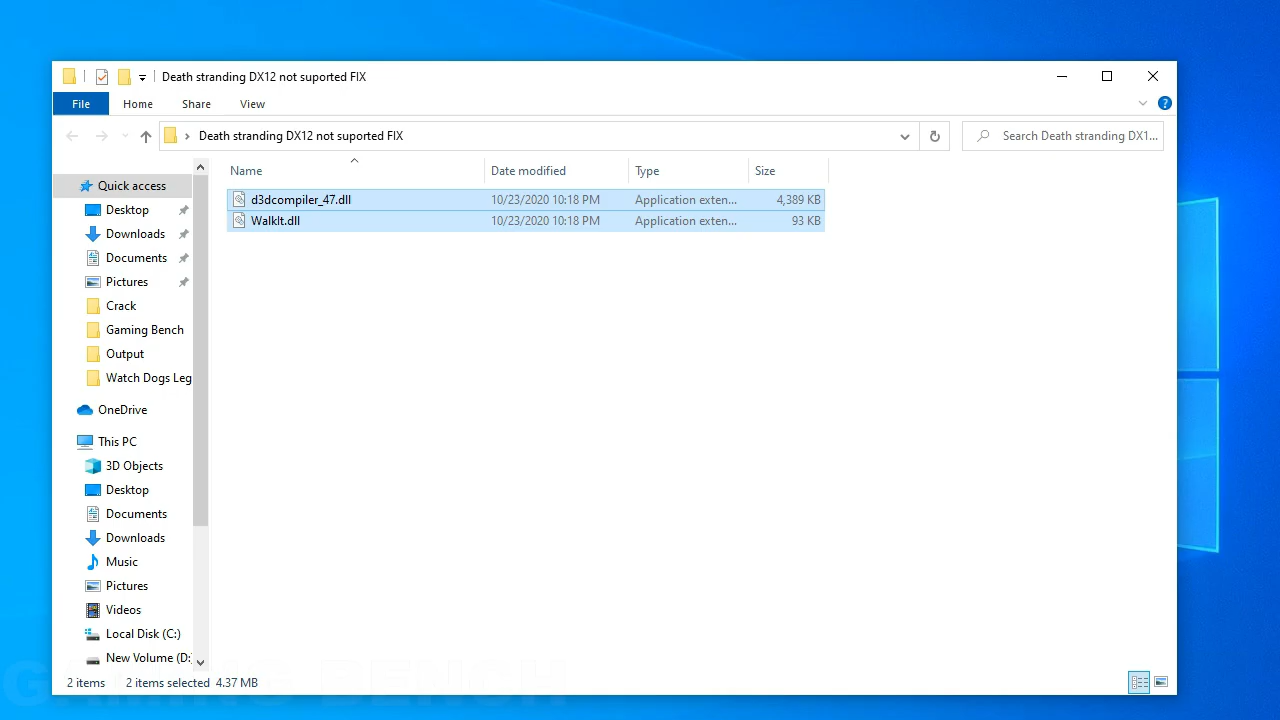 Death stranding DX12 not suported FIX
File Home Share View
Death stranding DX12 not suported FIX
Search Death stranding DX1...
Name Date modified Type Size
d3dcompiler_47.dll 10/23/2020 10:18 PM Application exten... 4,389 KB
WalkIt.dll 10/23/2020 10:18 PM Application exten... 93 KB
Quick access
Desktop
Downloads
Documents
Pictures
Crack
Gaming Bench
Output
Watch Dogs Leg
OneDrive
This PC
3D Objects
Desktop
Documents
Downloads
Music
Pictures
Videos
Local Disk (C:)
New Volume (D:
2 items 2 items selected 4.37 MB
GAMING BENCH